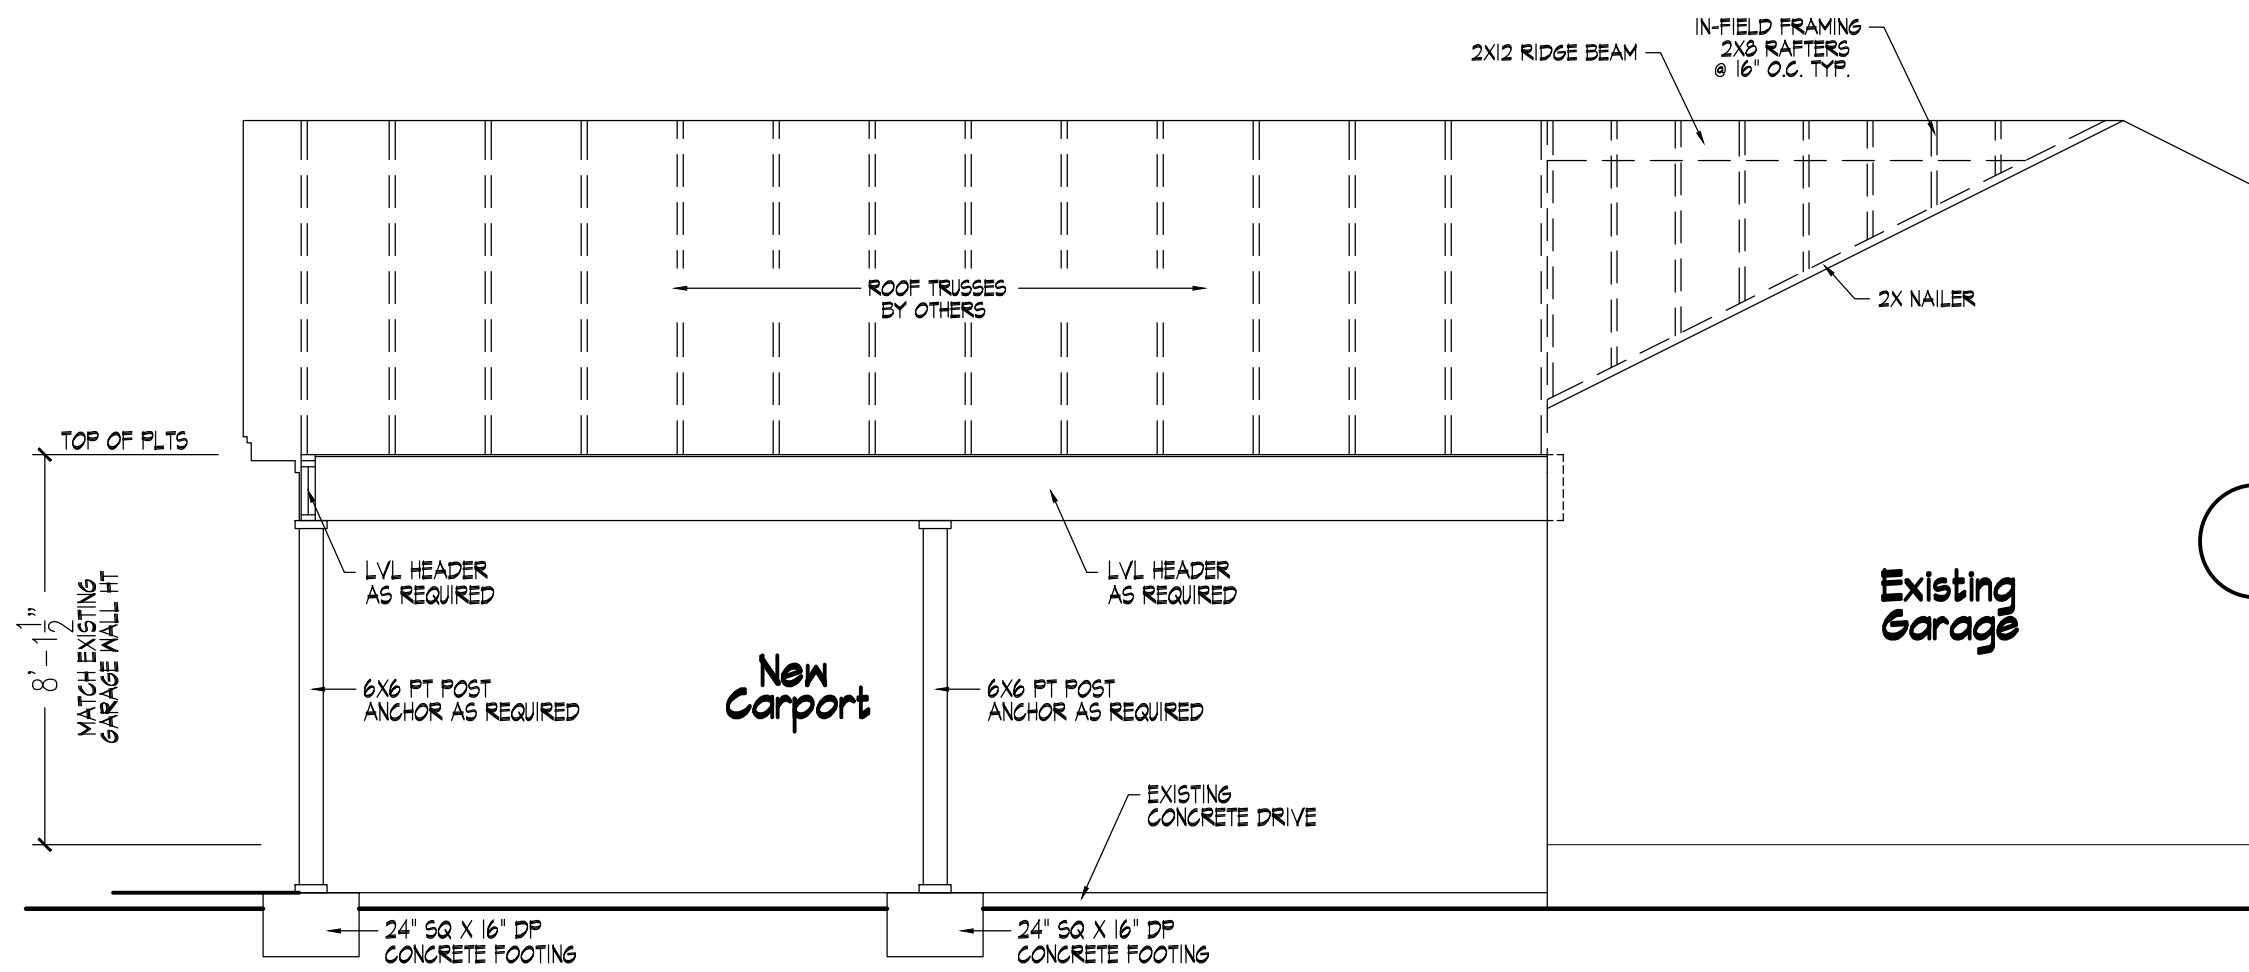 IN-FIELD FRAMING
2X8 RAFTERS
@ 16" O.C. TYP.
2X12 RIDGE BEAM
ROOF TRUSSES
BY OTHERS
2X NAILER
TOP OF PLTS
8'-1 1/2"
MATCH EXISTING
GARAGE WALL HT
LVL HEADER
AS REQUIRED
LVL HEADER
AS REQUIRED
Existing
Garage
New
Carport
6X6 PT POST
ANCHOR AS REQUIRED
6X6 PT POST
ANCHOR AS REQUIRED
EXISTING
CONCRETE DRIVE
24" SQ X 16" DP
CONCRETE FOOTING
24" SQ X 16" DP
CONCRETE FOOTING